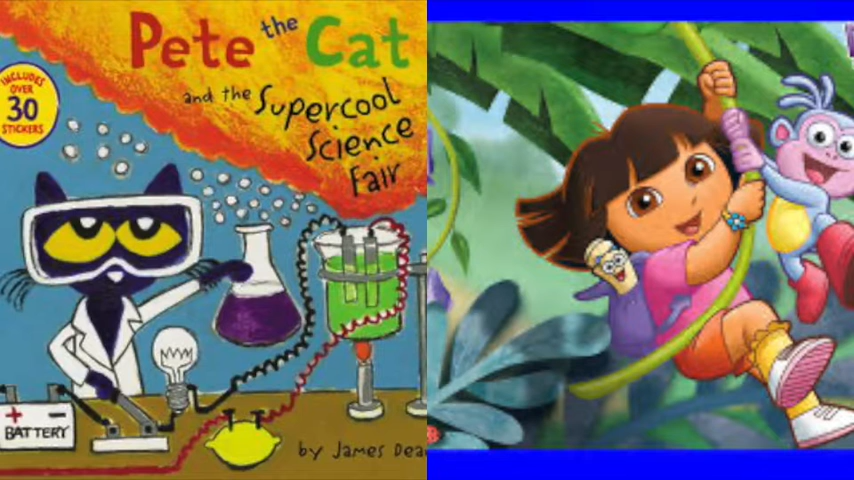 Pete the Cat
and the Supercool
Science
Fair
INCLUDES
OVER
30
STICKERS
+ -
BATTERY
by James Dea